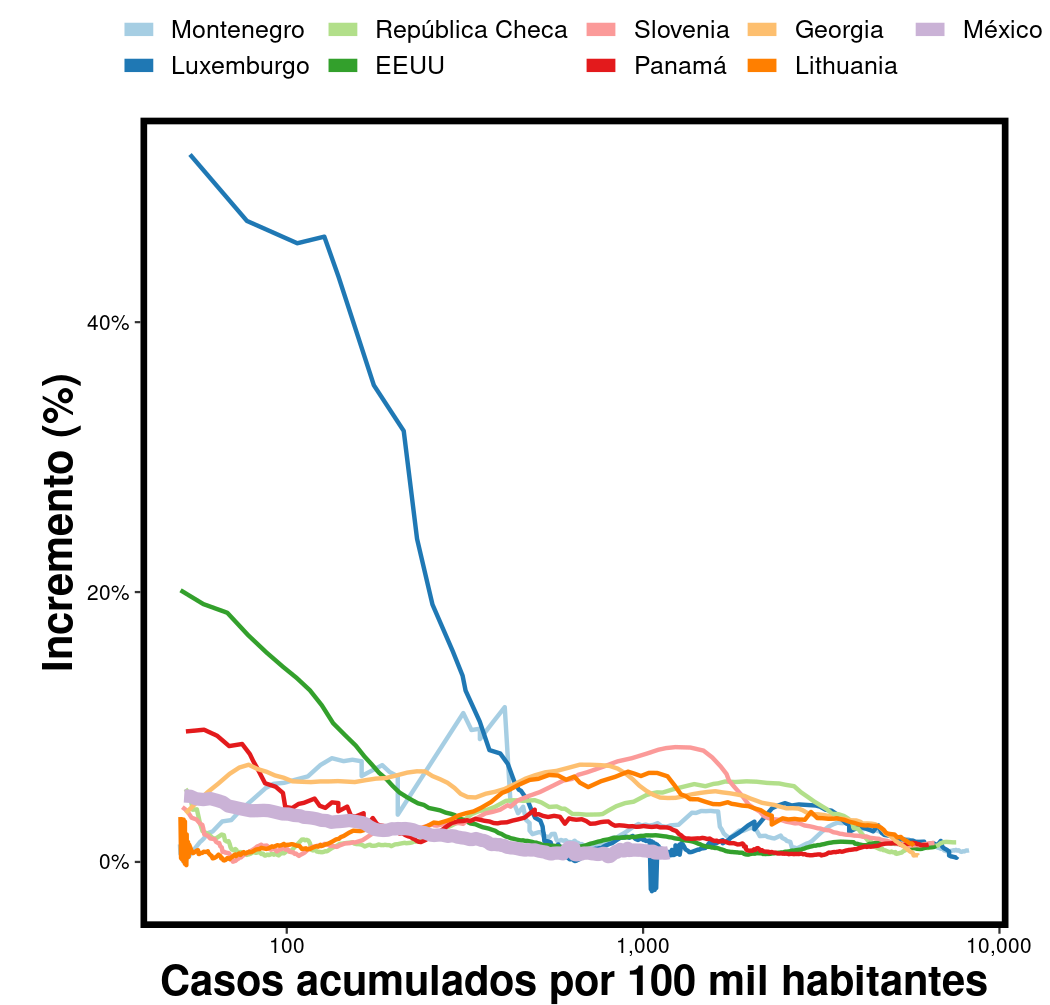 Montenegro República Checa Slovenia Georgia México
Luxemburgo EEUU Panamá Lithuania
40%
20%
0%
Incremento (%)
100 1,000 10,000
Casos acumulados por 100 mil habitantes